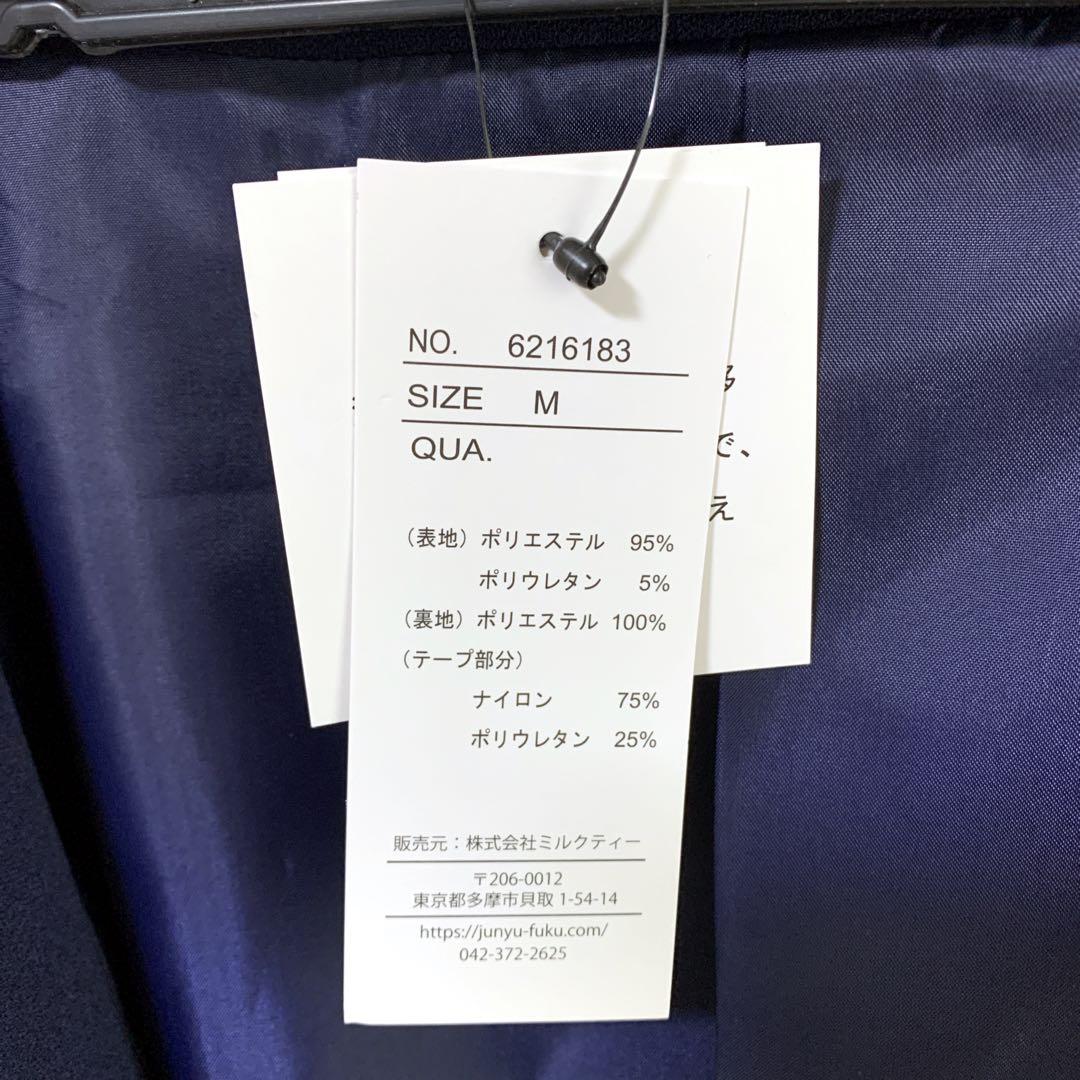 NO. 6216183
SIZE M
QUA.
(表地) ポリエステル 95%
ポリウレタン 5%
(裏地) ポリエステル 100%
(テープ部分)
ナイロン 75%
ポリウレタン 25%
販売元：株式会社ミルクティー
〒206-0012
東京都多摩市貝取 1-54-14
https://junyu-fuku.com/
042-372-2625
で、
え